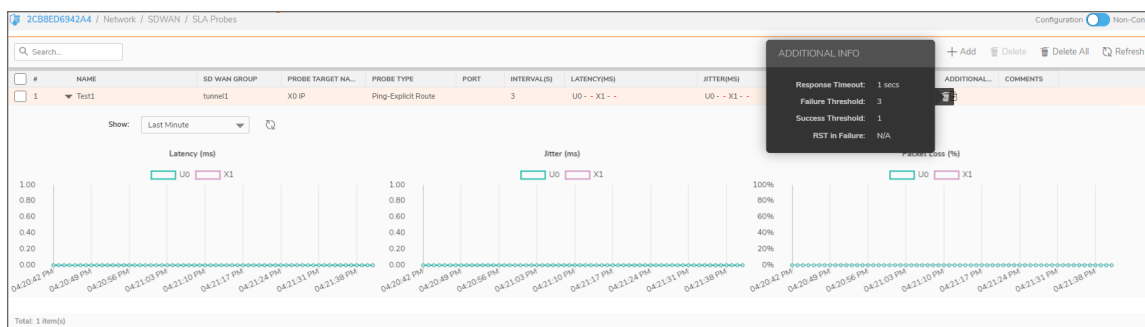 2CB8ED6942A4 / Network / SDWAN / SLA Probes
Configuration Non-Con
Search...
ADDITIONAL INFO
Add Delete Delete All Refresh
# NAME SD WAN GROUP PROBE TARGET NA... PROBE TYPE PORT INTERVAL(S) LATENCY(MS) JITTER(MS) ADDITIONAL... COMMENTS
1 Test1 tunnel1 X0 IP Ping-Explicit Route 3 U0 - - X1 - - U0 - - X1 - -
Response Timeout: 1 secs
Failure Threshold: 3
Success Threshold: 1
RST in Failure: N/A
Show: Last Minute
Latency (ms)
U0 X1
1.00
0.80
0.60
0.40
0.20
0.00
04:20:42 PM 04:20:49 PM 04:20:56 PM 04:21:03 PM 04:21:10 PM 04:21:17 PM 04:21:24 PM 04:21:31 PM 04:21:38 PM
Jitter (ms)
U0 X1
1.00
0.80
0.60
0.40
0.20
0.00
04:20:42 PM 04:20:49 PM 04:20:56 PM 04:21:03 PM 04:21:10 PM 04:21:17 PM 04:21:24 PM 04:21:31 PM 04:21:38 PM
Packet Loss (%)
U0 X1
100%
80%
60%
40%
20%
0%
04:20:42 PM 04:20:49 PM 04:20:56 PM 04:21:03 PM 04:21:10 PM 04:21:17 PM 04:21:24 PM 04:21:31 PM 04:21:38 PM
Total: 1 item(s)